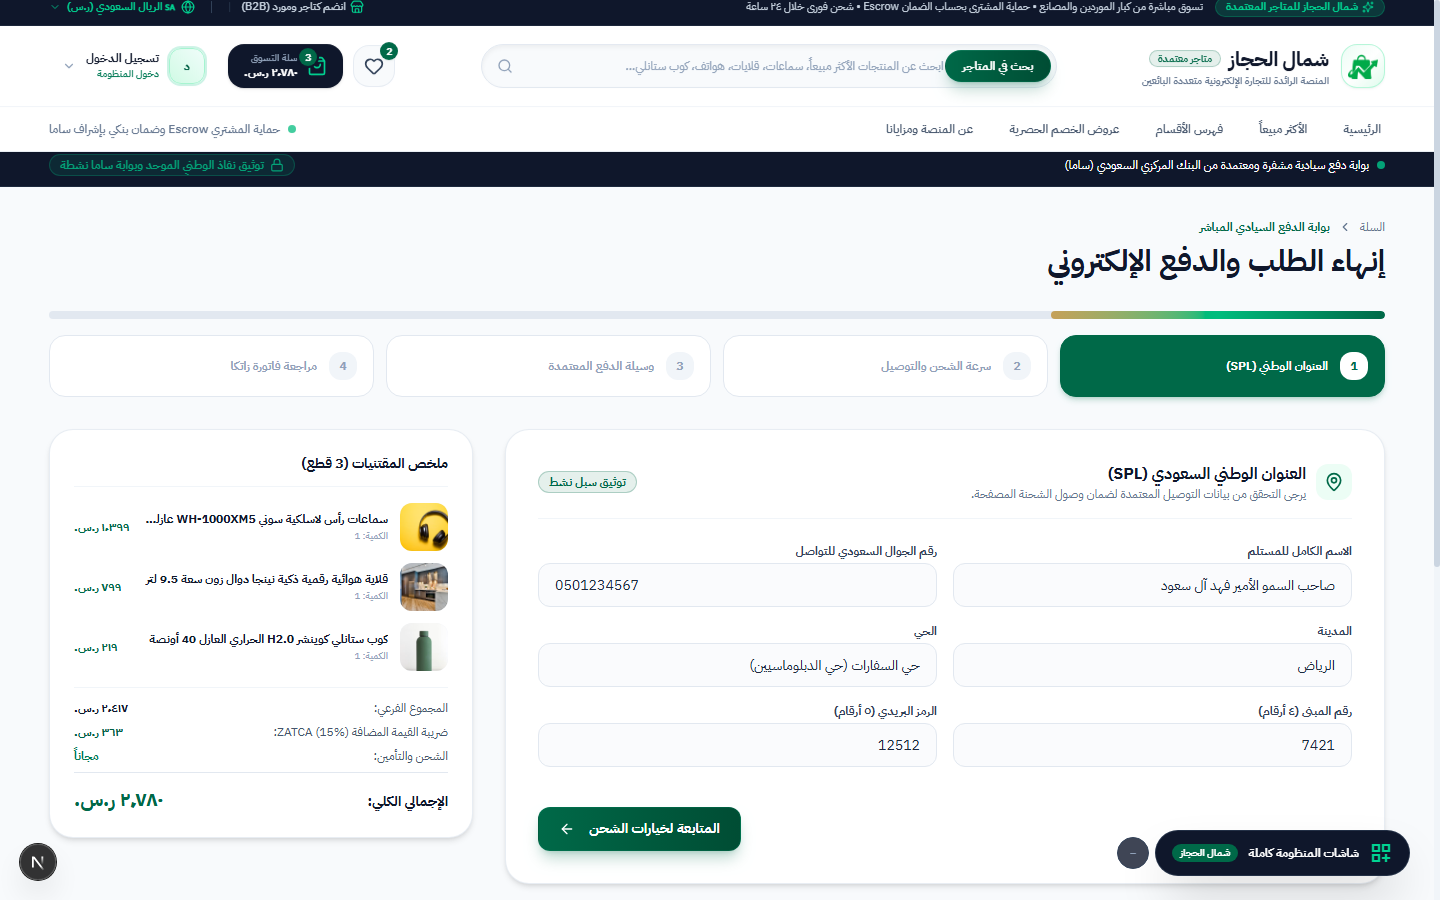 شمال الحجاز للمتاجر المعتمدة
تسوق مباشرة من كبار الموردين والمصانع • حماية المشتري بحساب الضمان Escrow • شحن فوري خلال ٢٤ ساعة
انضم كتاجر ومورد (B2B)
SA الريال السعودي (ر.س)
شمال الحجاز
متاجر معتمدة
المنصة الرائدة للتجارة الإلكترونية متعددة البائعين
بحث في المتاجر
ابحث عن المنتجات الأكثر مبيعاً، سماعات، قلايات، هواتف، كوب ستانلي...
2
3
سلة التسوق
٢،٧٨٠ ر.س.
د
تسجيل الدخول
دخول المنظومة
الرئيسية
الأكثر مبيعاً
فهرس الأقسام
عروض الخصم الحصرية
عن المنصة ومزايانا
حماية المشتري Escrow وضمان بنكي بإشراف ساما
بوابة دفع سيادية مشفرة ومعتمدة من البنك المركزي السعودي (ساما)
توثيق نفاذ الوطني الموحد وبوابة ساما نشطة
السلة
بوابة الدفع السيادي المباشر
إنهاء الطلب والدفع الإلكتروني
1 العنوان الوطني (SPL)
2 سرعة الشحن والتوصيل
3 وسيلة الدفع المعتمدة
4 مراجعة فاتورة زاتكا
العنوان الوطني السعودي (SPL)
يرجى التحقق من بيانات التوصيل المعتمدة لضمان وصول الشحنة المصفحة.
توثيق سبل نشط
الاسم الكامل للمستلم
صاحب السمو الأمير فهد آل سعود
رقم الجوال السعودي للتواصل
0501234567
المدينة
الرياض
الحي
حي السفارات (حي الدبلوماسيين)
رقم المبنى (٤ أرقام)
7421
الرمز البريدي (٥ أرقام)
12512
المتابعة لخيارات الشحن
ملخص المقتنيات (3 قطع)
سماعات رأس لاسلكية سوني WH-1000XM5 عازل...
الكمية: 1
١،٣٩٩ ر.س.
قلاية هوائية رقمية ذكية نينجا دوال زون سعة 9.5 لتر
الكمية: 1
٧٩٩ ر.س.
كوب ستانلي كوينشر H2.0 الحراري العازل 40 أونصة
الكمية: 1
٢١٩ ر.س.
المجموع الفرعي:
٢،٤١٧ ر.س.
ضريبة القيمة المضافة ZATCA (15%):
٣٦٣ ر.س.
الشحن والتأمين:
مجاناً
الإجمالي الكلي:
٢،٧٨٠ ر.س.
شاشات المنظومة كاملة
شمال الحجاز
N